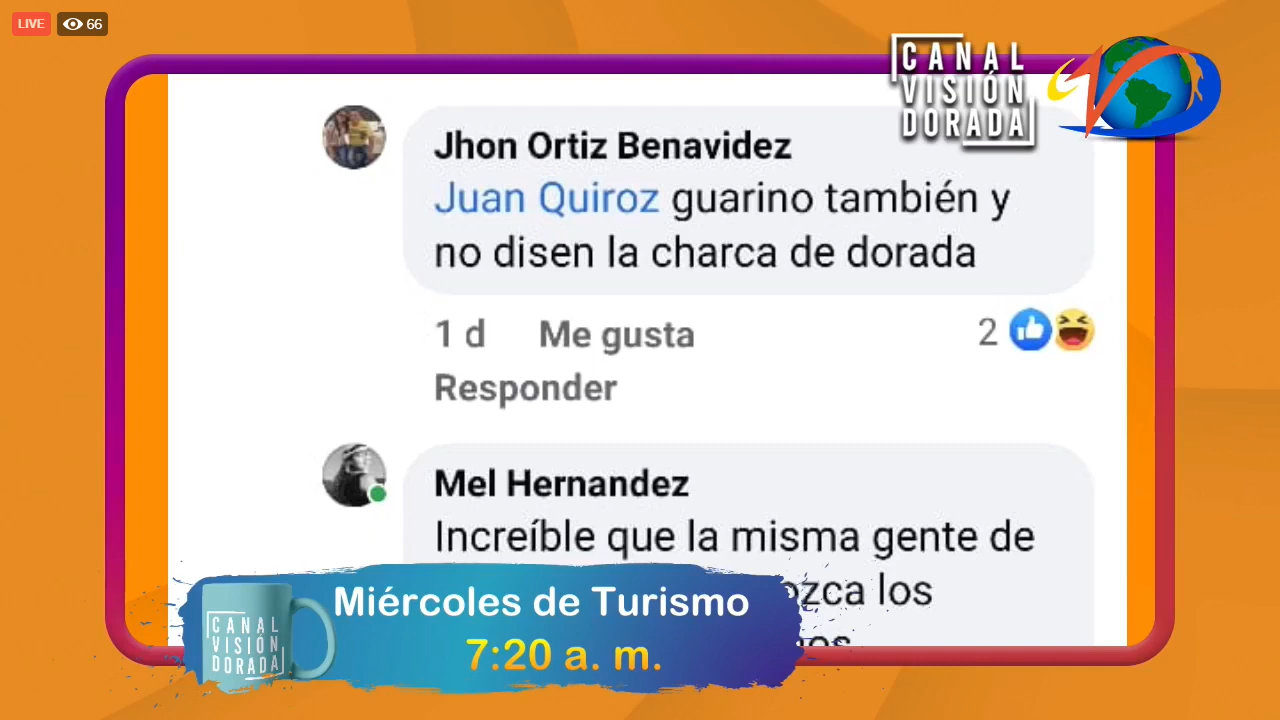 LIVE 66
CANAL
VISIÓN
DORADA
Jhon Ortiz Benavidez
Juan Quiroz guarino también y
no disen la charca de dorada
1 d Me gusta 2
Responder
Mel Hernandez
Increíble que la misma gente de
los
Miércoles de Turismo
7:20 a. m.
CANAL
VISIÓN
DORADA